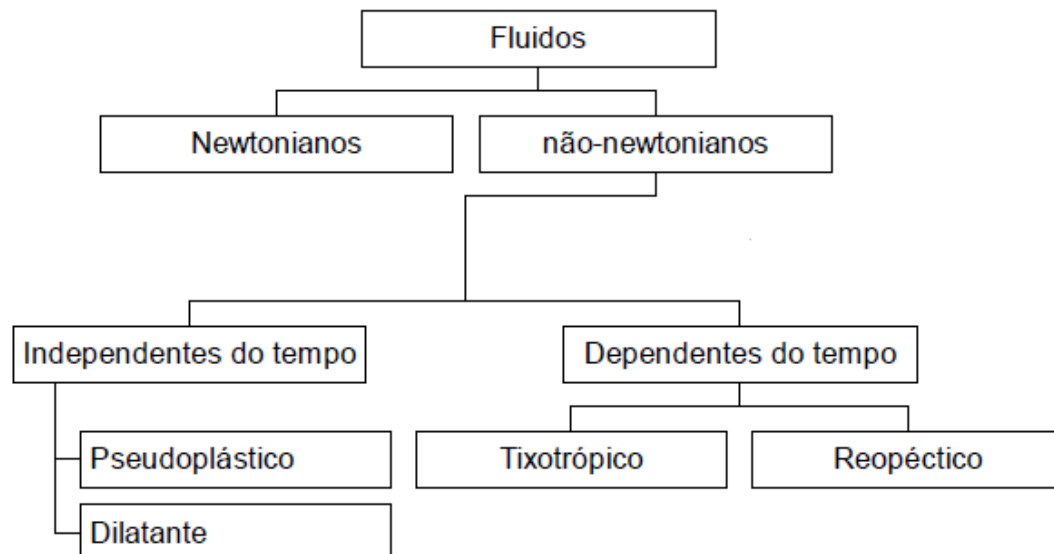 Fluidos
Newtonianos
não-newtonianos
Independentes do tempo
Dependentes do tempo
Pseudoplástico
Tixotrópico
Reopéctico
Dilatante